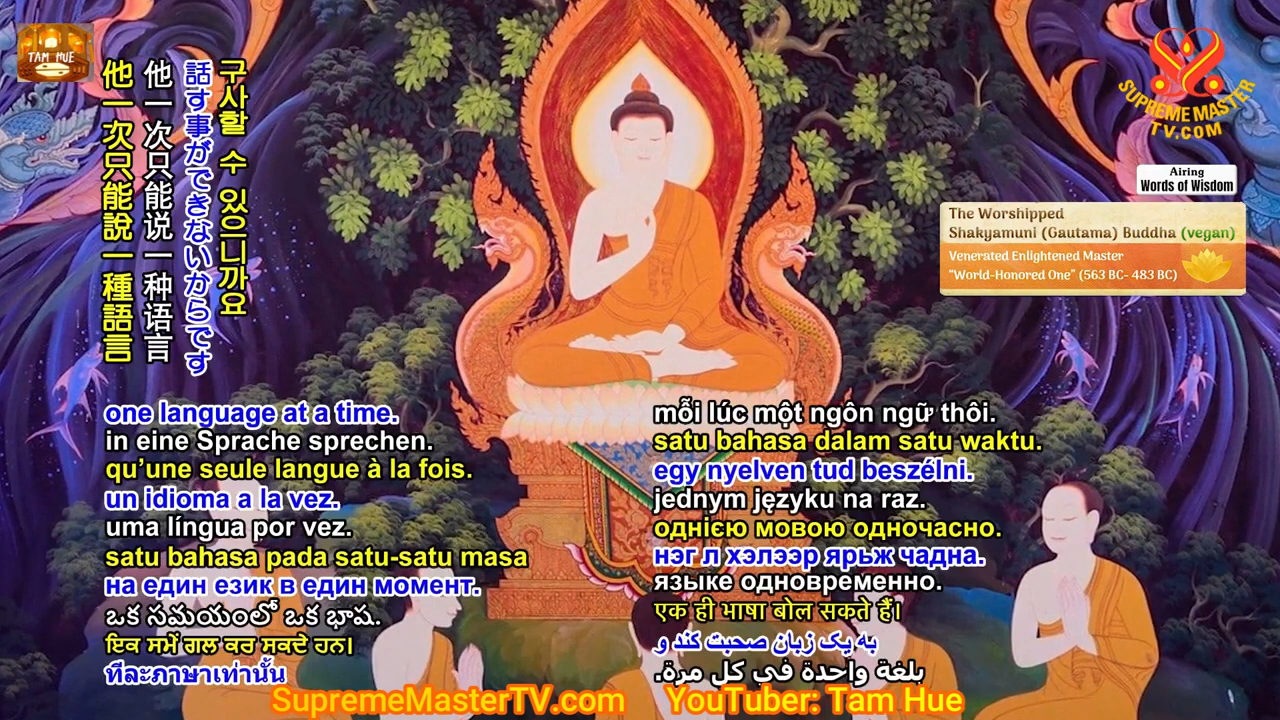 TAM HUE
SUPREME MASTER
TV.COM
Airing
Words of Wisdom
The Worshipped
Shakyamuni (Gautama) Buddha (vegan)
Venerated Enlightened Master
“World-Honored One” (563 BC- 483 BC)
구사할 수 있으니까요
話す事ができないからです
他一次只能说一种语言
他一次只能說一種語言
one language at a time.
in eine Sprache sprechen.
qu’une seule langue à la fois.
un idioma a la vez.
uma língua por vez.
satu bahasa pada satu-satu masa
на един език в един момент.
ఒక సమయంలో ఒక భాష.
ਇਕ ਸਮੇਂ ਗਲ ਕਰ ਸਕਦੇ ਹਨ।
ทีละภาษาเท่านั้น
mỗi lúc một ngôn ngữ thôi.
satu bahasa dalam satu waktu.
egy nyelven tud beszélni.
jednym języku na raz.
однією мовою одночасно.
нэг л хэлээр ярьж чадна.
языке одновременно.
एक ही भाषा बोल सकते हैं।
به یک زبان صحبت کند و
بلغة واحدة في كل مرة.
SupremeMasterTV.com
YouTuber: Tam Hue